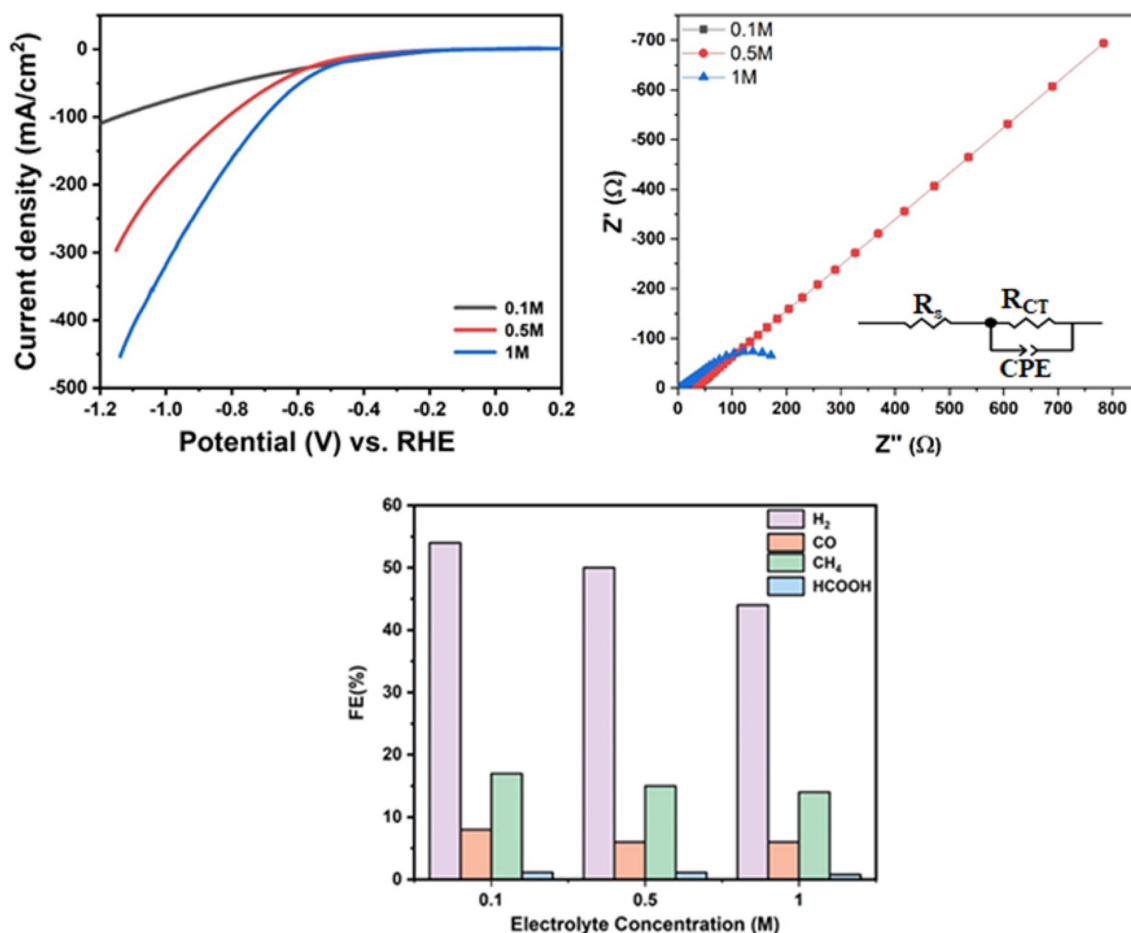 0
-100
-200
-300
-400
-500
Current density (mA/cm²)
0.1M
0.5M
1M
-1.2 -1.0 -0.8 -0.6 -0.4 -0.2 0.0 0.2
Potential (V) vs. RHE
-700
-600
-500
-400
-300
-200
-100
0
Z' (Ω)
0.1M
0.5M
1M
Rs
RCT
CPE
0 100 200 300 400 500 600 700 800
Z'' (Ω)
60
50
40
30
20
10
0
FE(%)
H₂
CO
CH₄
HCOOH
0.1 0.5 1
Electrolyte Concentration (M)